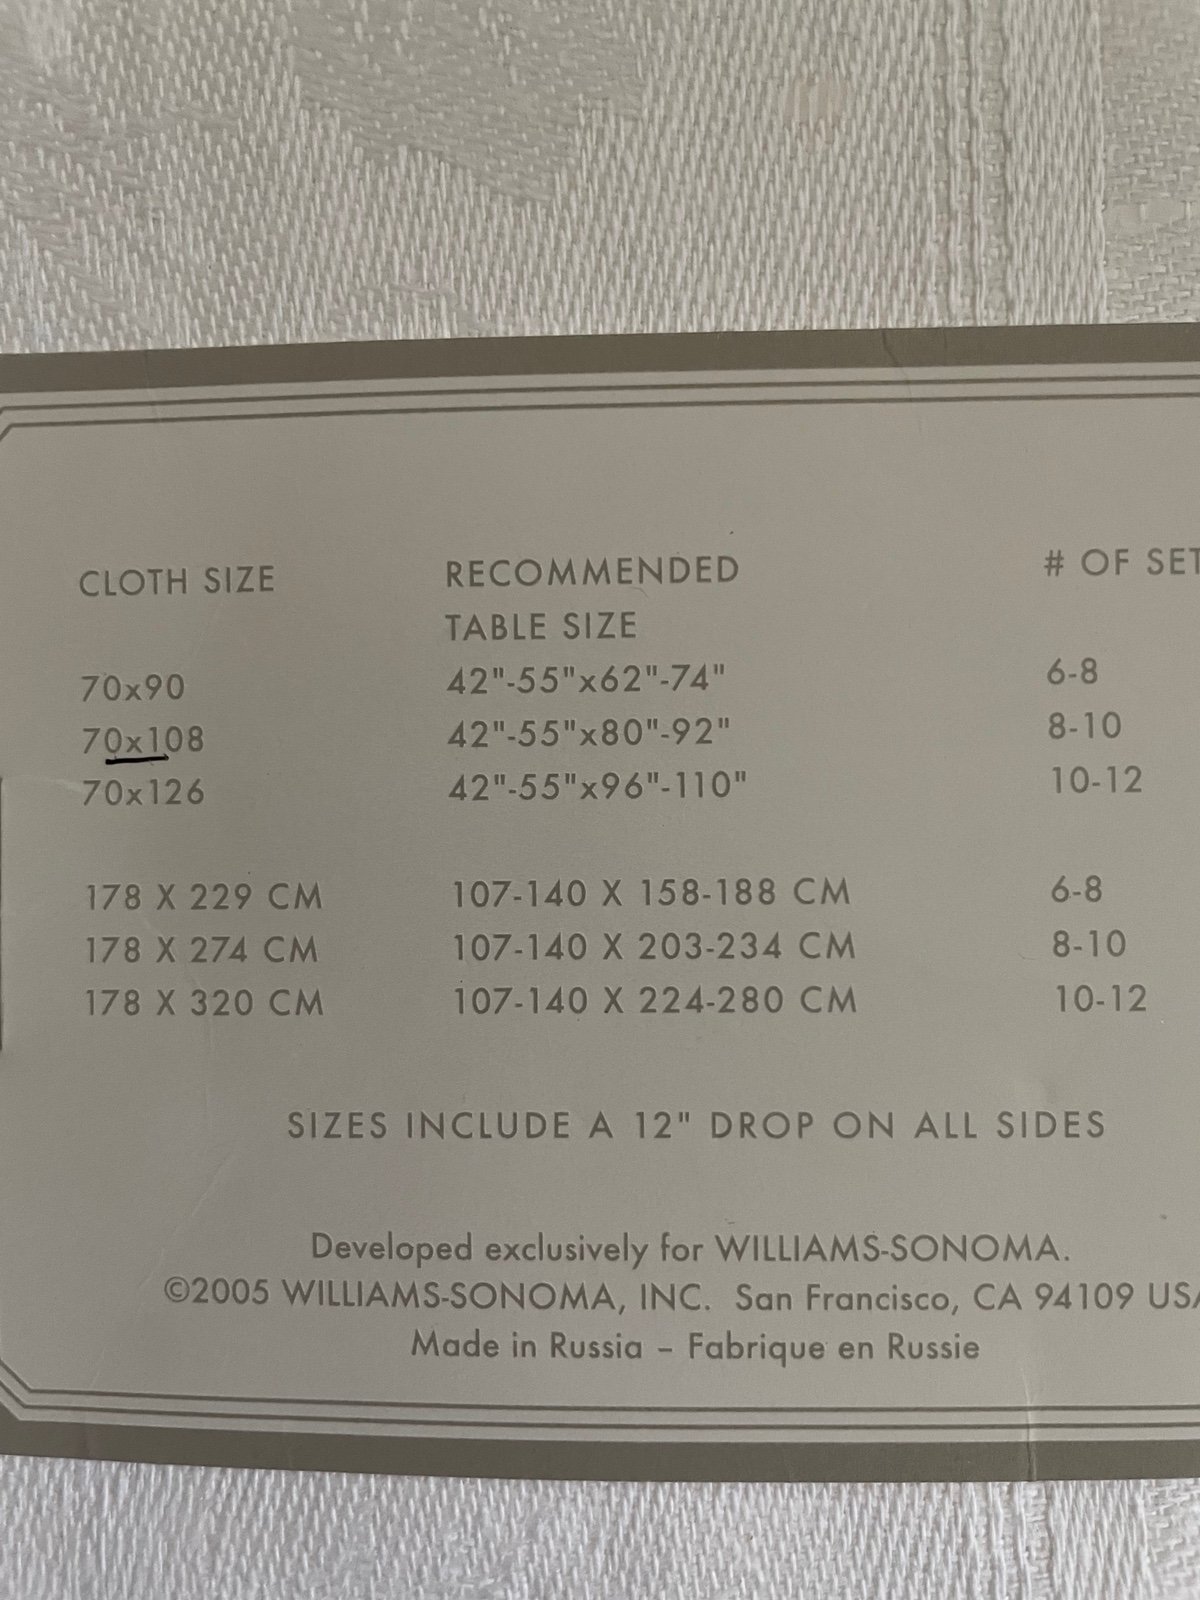 CLOTH SIZE RECOMMENDED # OF SET
TABLE SIZE
70x90 42"-55"x62"-74" 6-8
70x108 42"-55"x80"-92" 8-10
70x126 42"-55"x96"-110" 10-12
178 X 229 CM 107-140 X 158-188 CM 6-8
178 X 274 CM 107-140 X 203-234 CM 8-10
178 X 320 CM 107-140 X 224-280 CM 10-12
SIZES INCLUDE A 12" DROP ON ALL SIDES
Developed exclusively for WILLIAMS-SONOMA.
©2005 WILLIAMS-SONOMA, INC. San Francisco, CA 94109 USA
Made in Russia – Fabrique en Russie